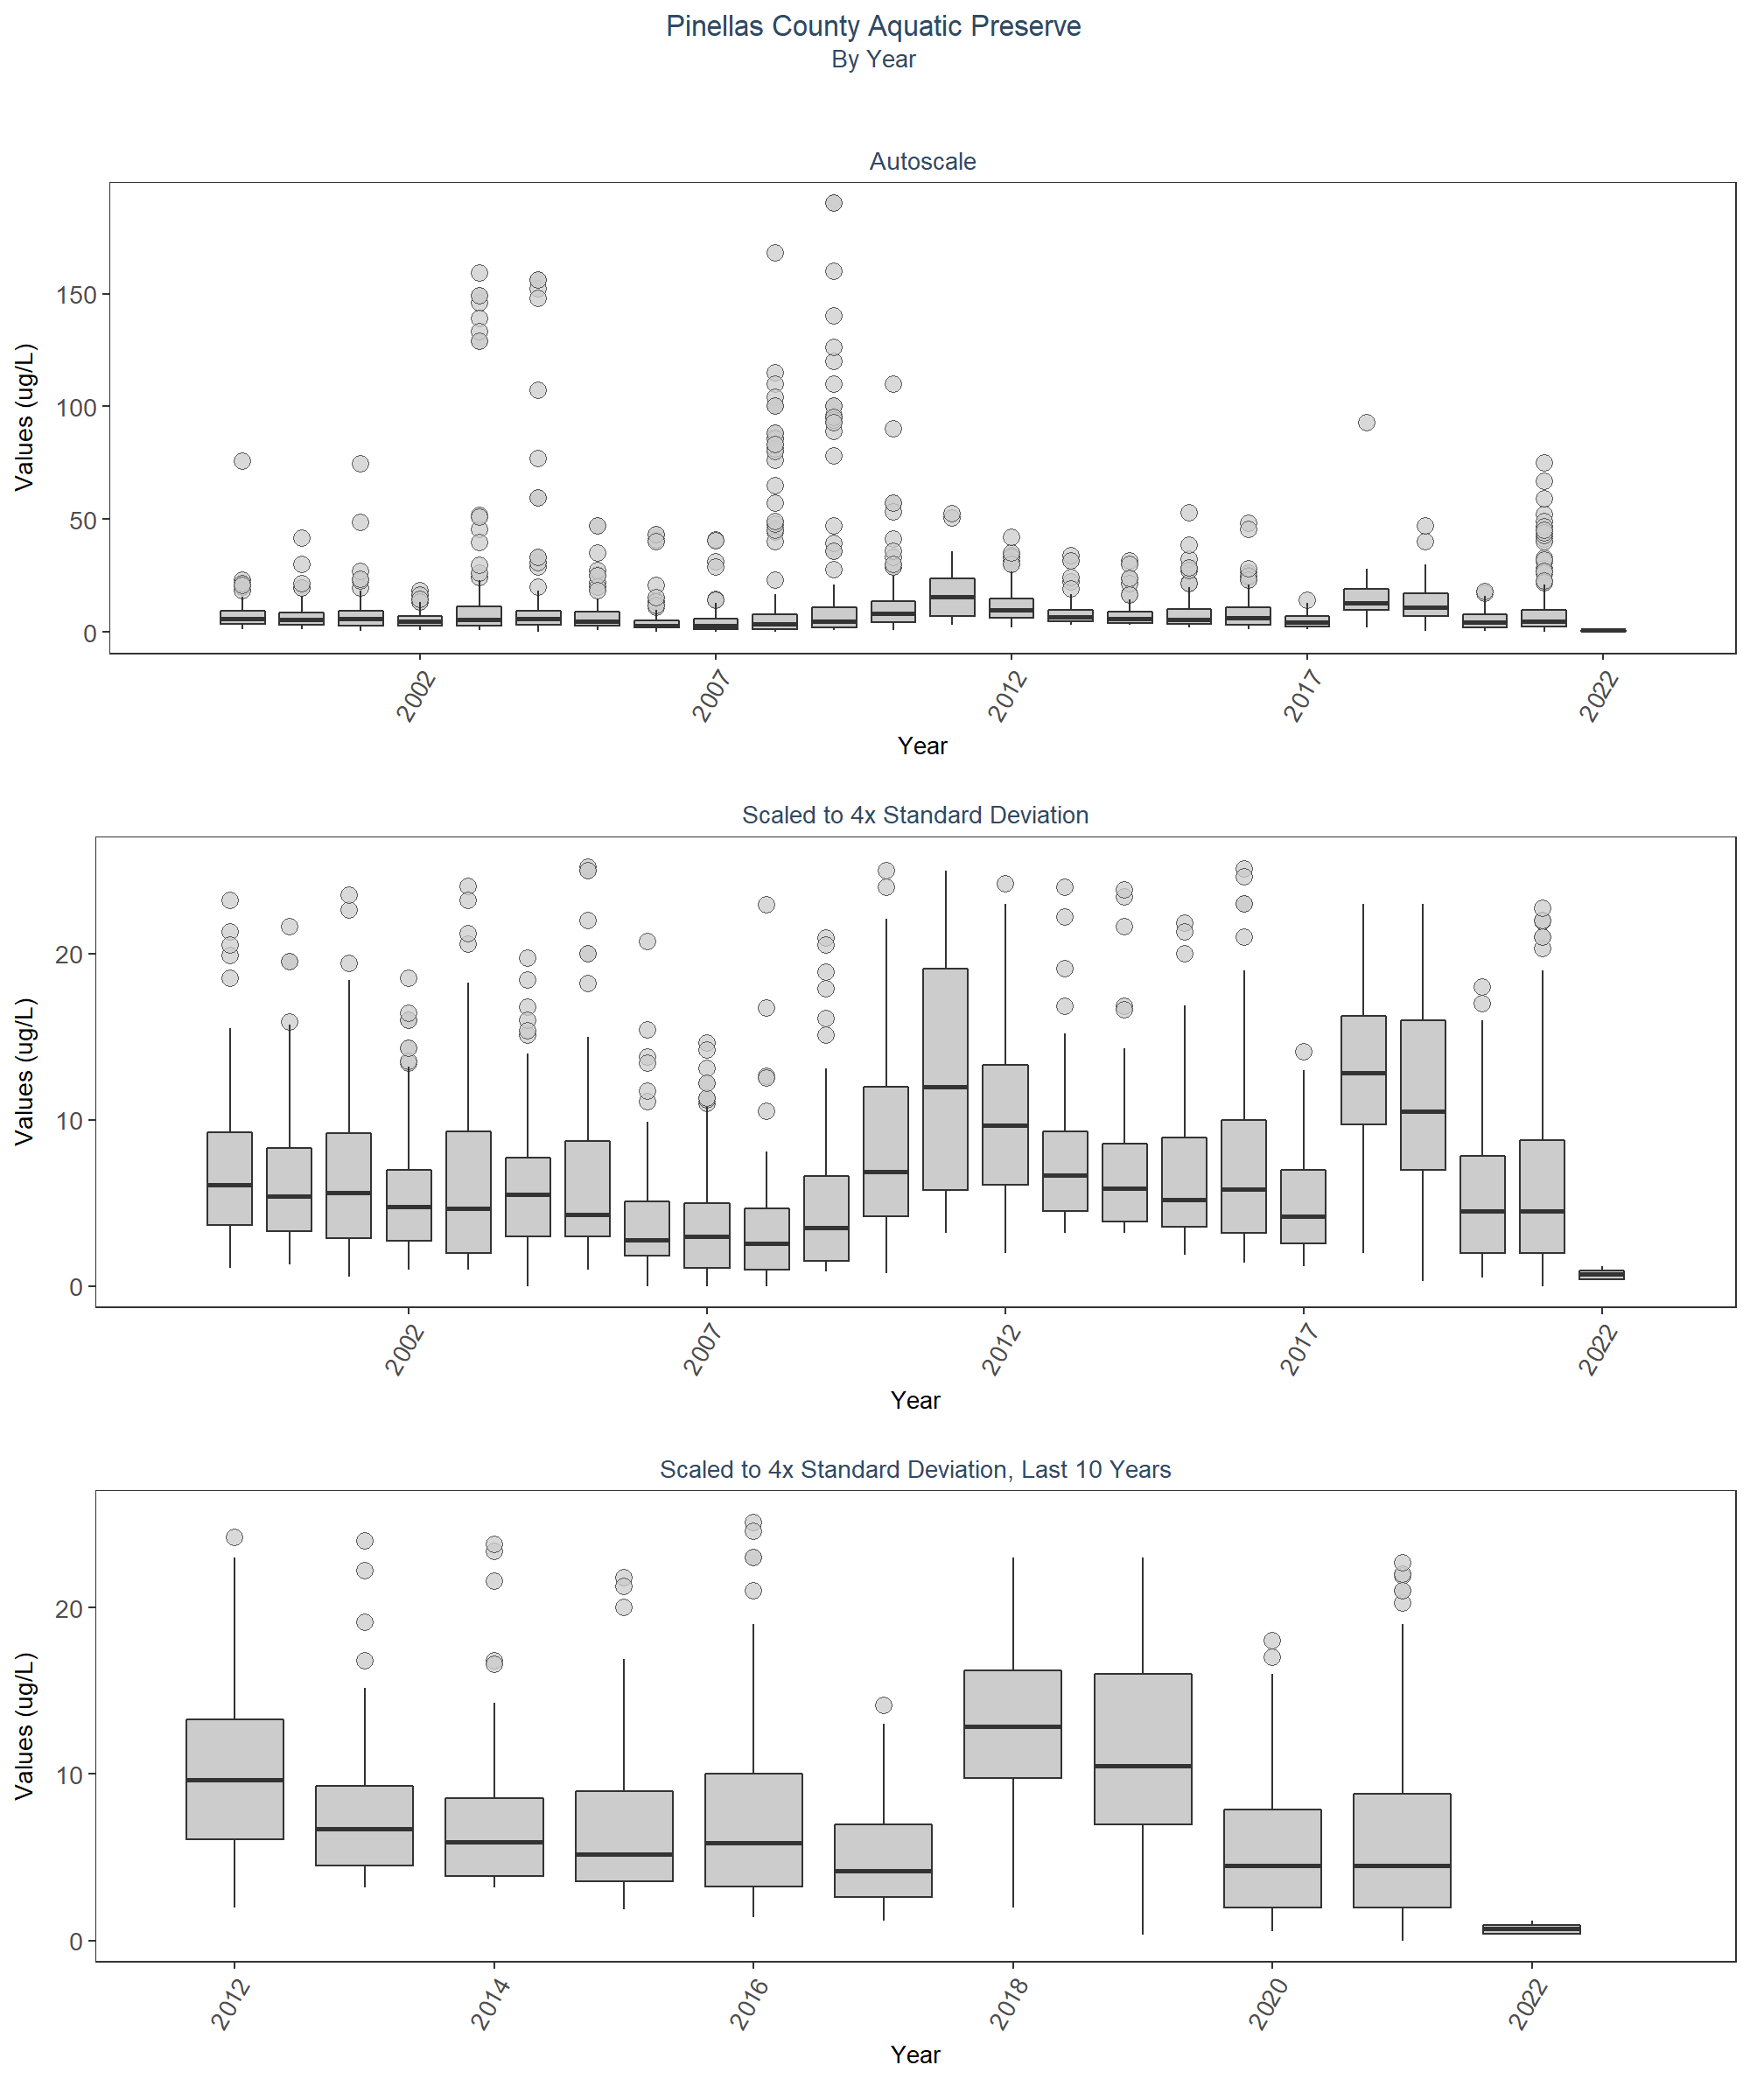 Pinellas County Aquatic Preserve
By Year
Autoscale
Values (ug/L)
150
100
50
0
2002
2007
2012
2017
2022
Year
Scaled to 4x Standard Deviation
Values (ug/L)
20
10
0
2002
2007
2012
2017
2022
Year
Scaled to 4x Standard Deviation, Last 10 Years
Values (ug/L)
20
10
0
2012
2014
2016
2018
2020
2022
Year